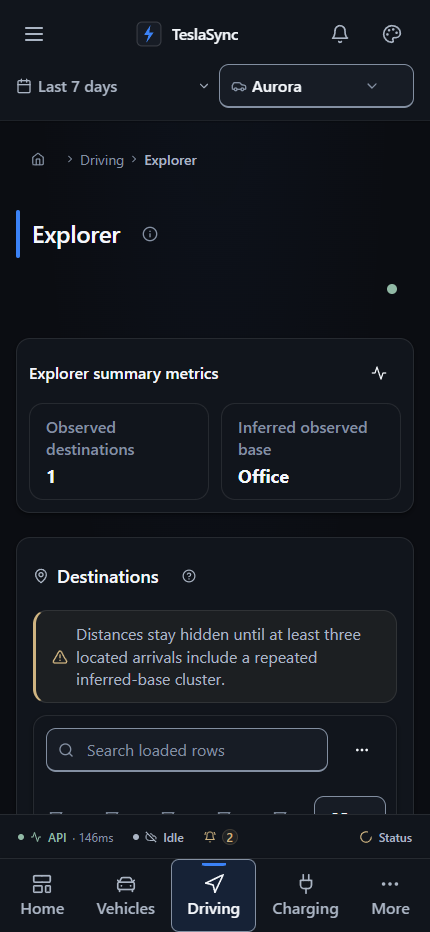 TeslaSync
Last 7 days
Aurora
Driving
Explorer
Explorer
Explorer summary metrics
Observed
destinations
1
Inferred observed
base
Office
Destinations
Distances stay hidden until at least three
located arrivals include a repeated
inferred-base cluster.
Search loaded rows
API · 146ms
Idle
2
Status
Home
Vehicles
Driving
Charging
More